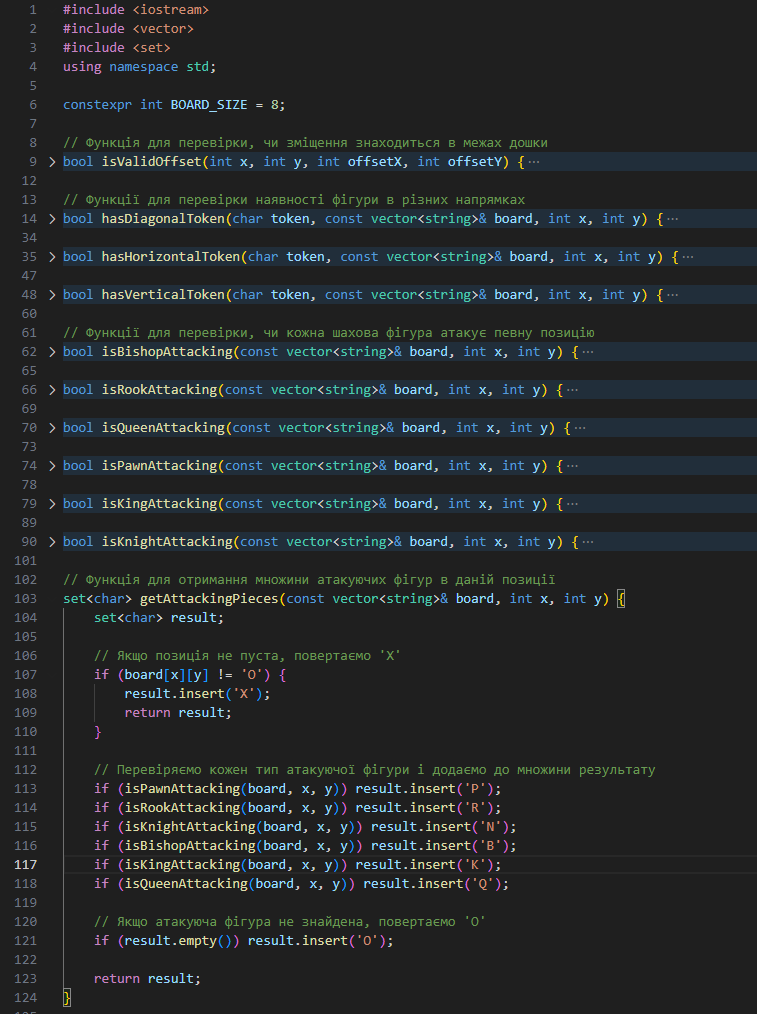 1 #include <iostream>
2 #include <vector>
3 #include <set>
4 using namespace std;
5
6 constexpr int BOARD_SIZE = 8;
7
8 // Функція для перевірки, чи зміщення знаходиться в межах дошки
9 > bool isValidOffset(int x, int y, int offsetX, int offsetY) { ···
12
13 // Функції для перевірки наявності фігури в різних напрямках
14 > bool hasDiagonalToken(char token, const vector<string>& board, int x, int y) { ···
34
35 > bool hasHorizontalToken(char token, const vector<string>& board, int x, int y) { ···
47
48 > bool hasVerticalToken(char token, const vector<string>& board, int x, int y) { ···
60
61 // Функції для перевірки, чи кожна шахова фігура атакує певну позицію
62 > bool isBishopAttacking(const vector<string>& board, int x, int y) { ···
65
66 > bool isRookAttacking(const vector<string>& board, int x, int y) { ···
69
70 > bool isQueenAttacking(const vector<string>& board, int x, int y) { ···
73
74 > bool isPawnAttacking(const vector<string>& board, int x, int y) { ···
78
79 > bool isKingAttacking(const vector<string>& board, int x, int y) { ···
89
90 > bool isKnightAttacking(const vector<string>& board, int x, int y) { ···
101
102 // Функція для отримання множини атакуючих фігур в даній позиції
103 set<char> getAttackingPieces(const vector<string>& board, int x, int y) {
104 set<char> result;
105
106 // Якщо позиція не пуста, повертаємо 'X'
107 if (board[x][y] != 'O') {
108 result.insert('X');
109 return result;
110 }
111
112 // Перевіряємо кожен тип атакуючої фігури і додаємо до множини результату
113 if (isPawnAttacking(board, x, y)) result.insert('P');
114 if (isRookAttacking(board, x, y)) result.insert('R');
115 if (isKnightAttacking(board, x, y)) result.insert('N');
116 if (isBishopAttacking(board, x, y)) result.insert('B');
117 if (isKingAttacking(board, x, y)) result.insert('K');
118 if (isQueenAttacking(board, x, y)) result.insert('Q');
119
120 // Якщо атакуюча фігура не знайдена, повертаємо 'O'
121 if (result.empty()) result.insert('O');
122
123 return result;
124 }